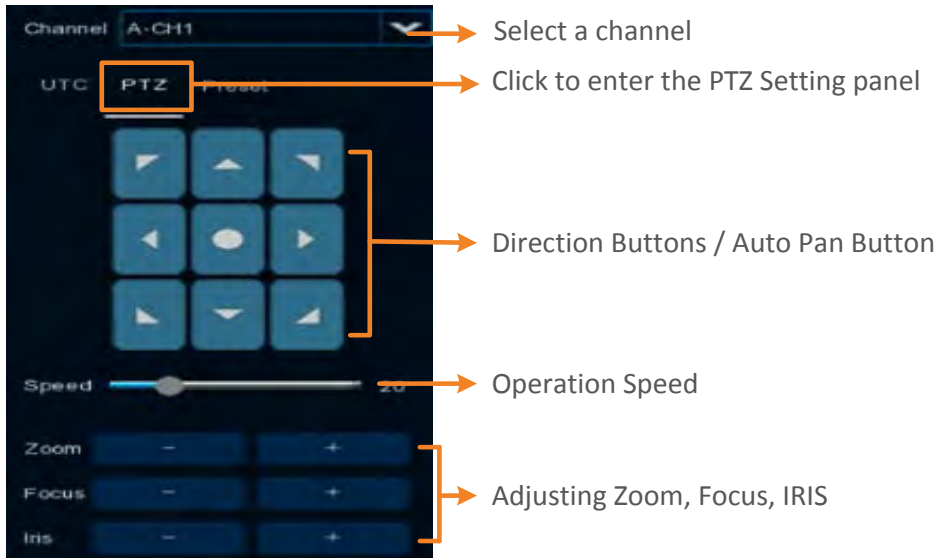 Channel A-CH1 Select a channel
UTC PTZ Preset Click to enter the PTZ Setting panel
Direction Buttons / Auto Pan Button
Speed 20 Operation Speed
Zoom - +
Focus - + Adjusting Zoom, Focus, IRIS
Iris - +